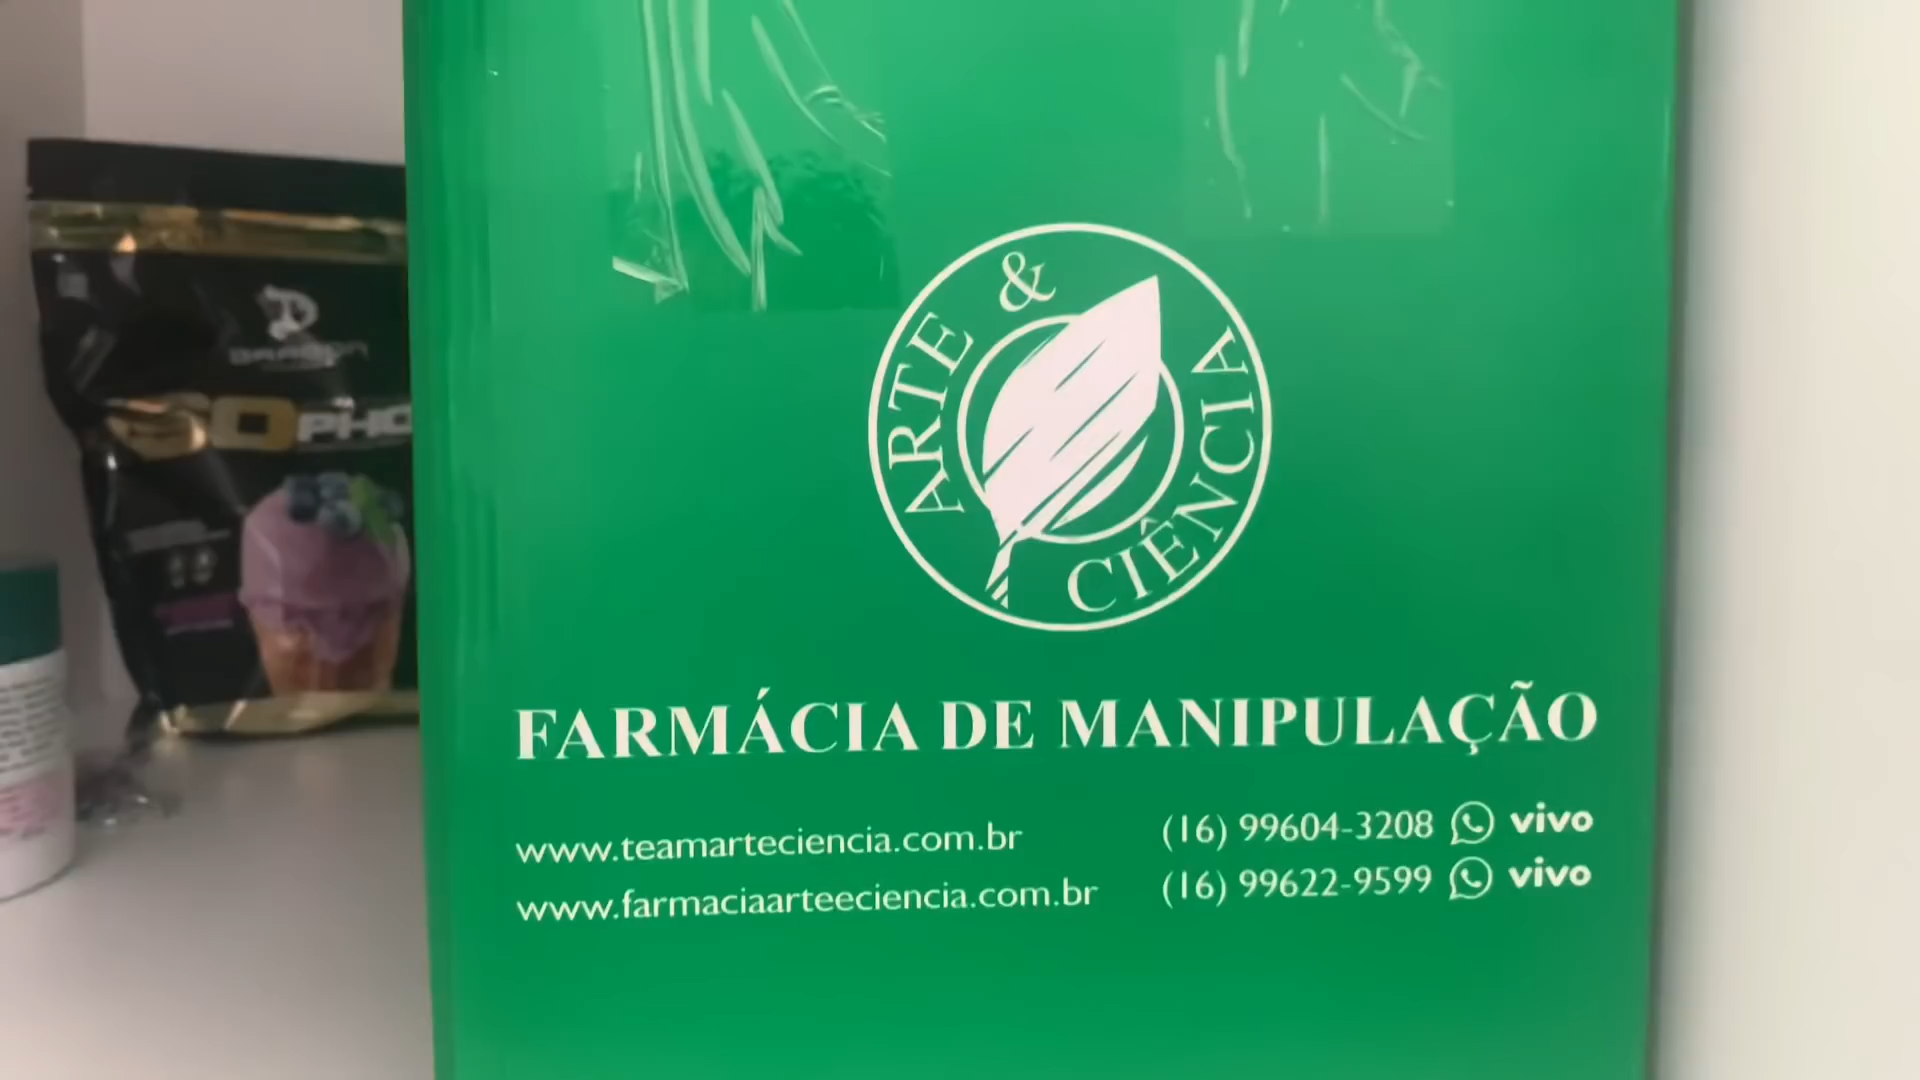 ARTE & CIÊNCIA
FARMÁCIA DE MANIPULAÇÃO
www.teamarteciencia.com.br
www.farmaciaarteeciencia.com.br
(16) 99604-3208 vivo
(16) 99622-9599 vivo
DRAGON